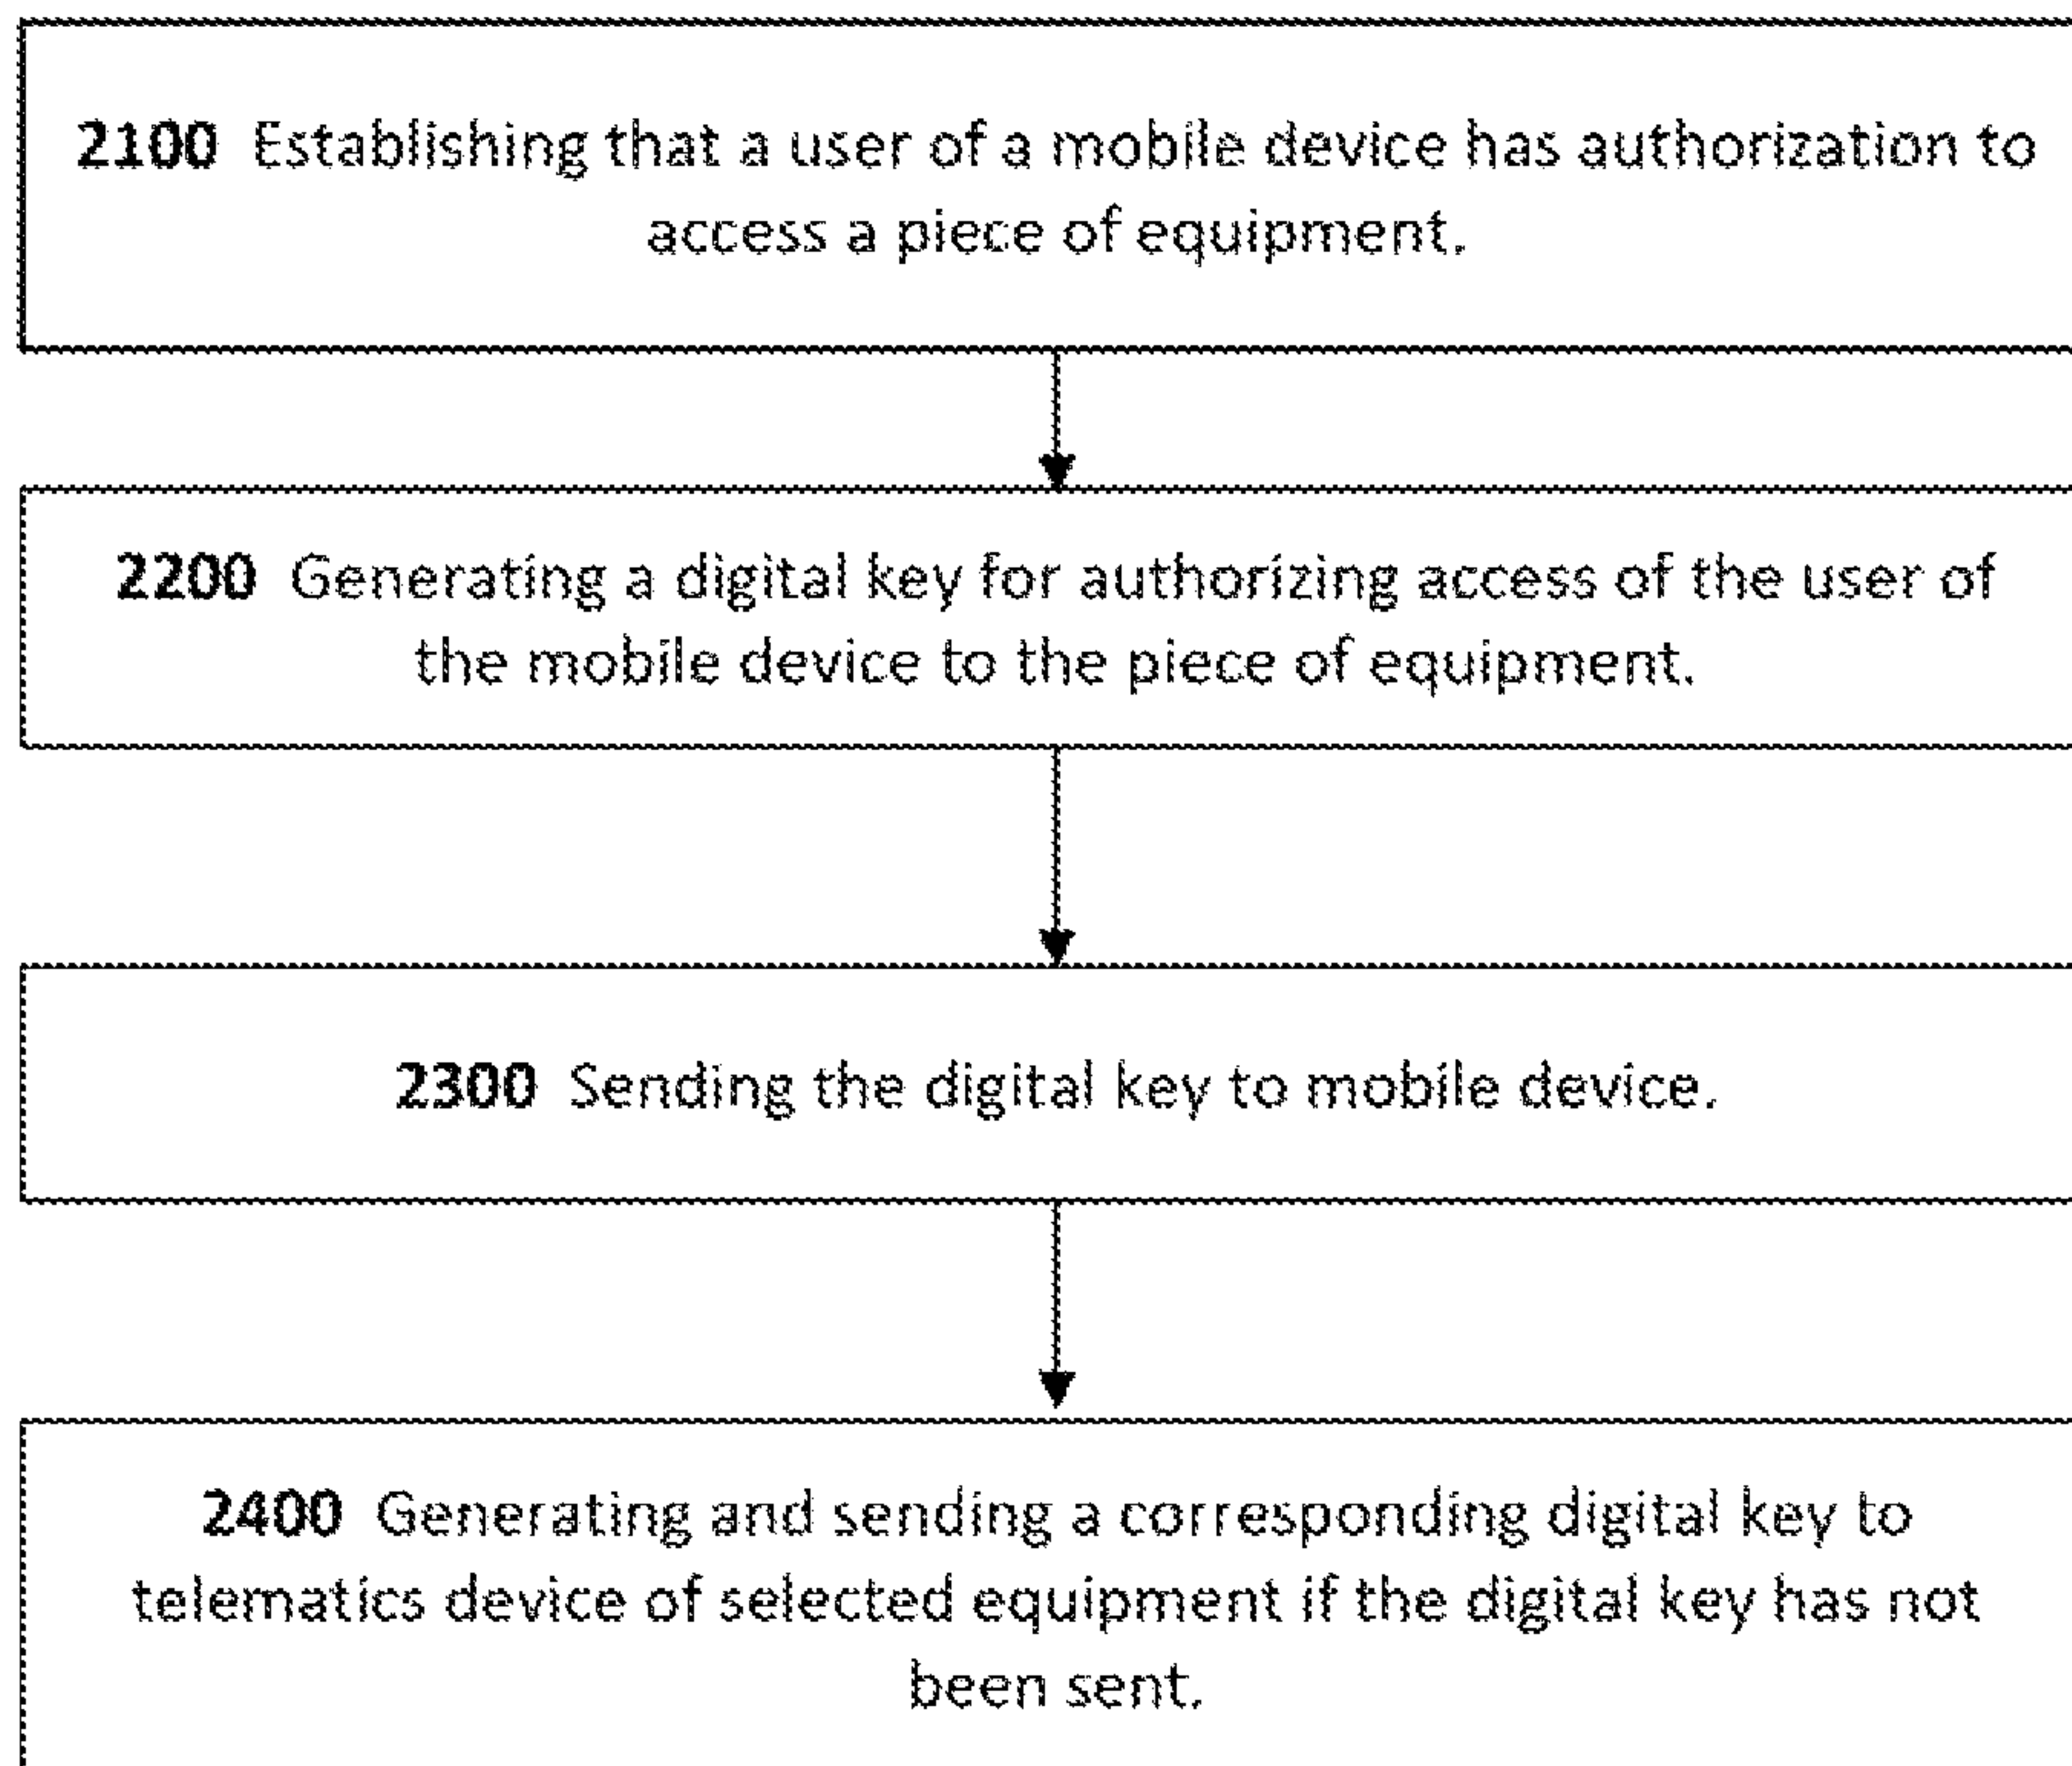 2100 Establishing that a user of a mobile device has authorization to
access a piece of equipment.
2200 Generating a digital key for authorizing access of the user of
the mobile device to the piece of equipment.
2300 Sending the digital key to mobile device.
2400 Generating and sending a corresponding digital key to
telematics device of selected equipment if the digital key has not
been sent.